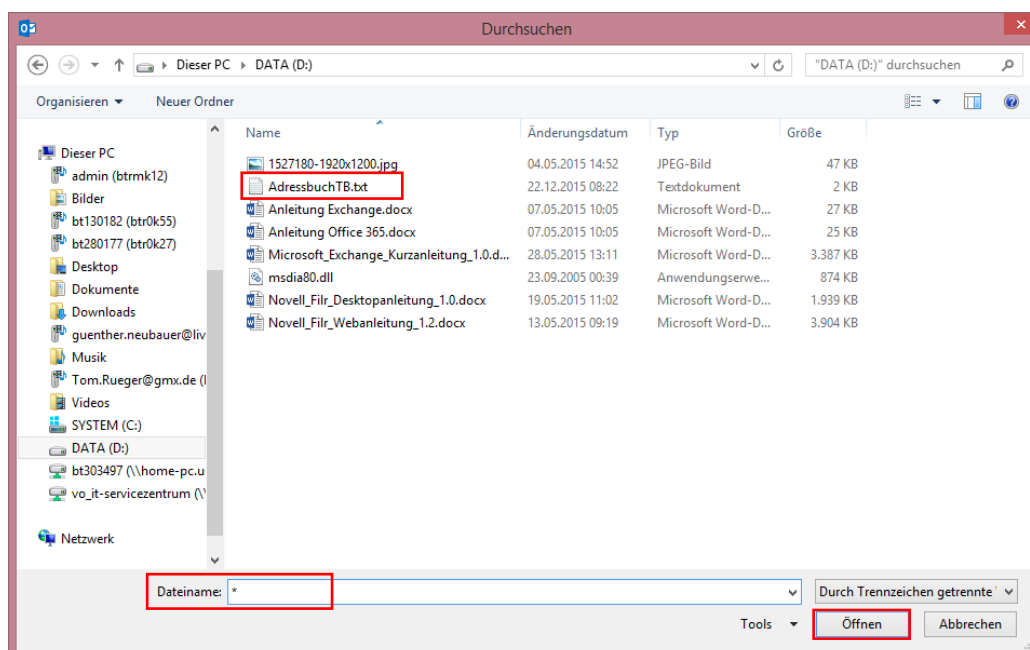 Durchsuchen
Dieser PC DATA (D:) "DATA (D:)" durchsuchen
Organisieren Neuer Ordner
Name Änderungsdatum Typ Größe
Dieser PC
admin (btrmk12)
Bilder
bt130182 (btr0k55)
bt280177 (btr0k27)
Desktop
Dokumente
Downloads
guenther.neubauer@liv
Musik
Tom.Rueger@gmx.de (l
Videos
SYSTEM (C:)
DATA (D:)
bt303497 (\\home-pc.u
vo_it-servicezentrum (\\
Netzwerk
1527180-1920x1200.jpg 04.05.2015 14:52 JPEG-Bild 47 KB
AdressbuchTB.txt 22.12.2015 08:22 Textdokument 2 KB
Anleitung Exchange.docx 07.05.2015 10:05 Microsoft Word-D... 27 KB
Anleitung Office 365.docx 07.05.2015 10:05 Microsoft Word-D... 25 KB
Microsoft_Exchange_Kurzanleitung_1.0.d... 28.05.2015 13:11 Microsoft Word-D... 3.387 KB
msdia80.dll 23.09.2005 00:39 Anwendungserwe... 874 KB
Novell_Filr_Desktopanleitung_1.0.docx 19.05.2015 11:02 Microsoft Word-D... 1.939 KB
Novell_Filr_Webanleitung_1.2.docx 13.05.2015 09:19 Microsoft Word-D... 3.904 KB
Dateiname: * Durch Trennzeichen getrennte
Tools Öffnen Abbrechen